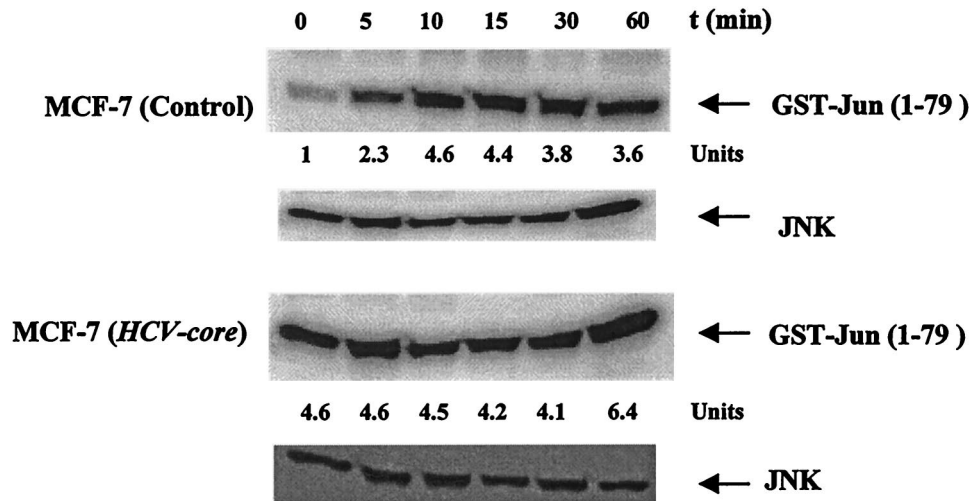 0 5 10 15 30 60 t (min)
MCF-7 (Control) GST-Jun (1-79 )
1 2.3 4.6 4.4 3.8 3.6 Units
JNK
MCF-7 (HCV-core) GST-Jun (1-79 )
4.6 4.6 4.5 4.2 4.1 6.4 Units
JNK